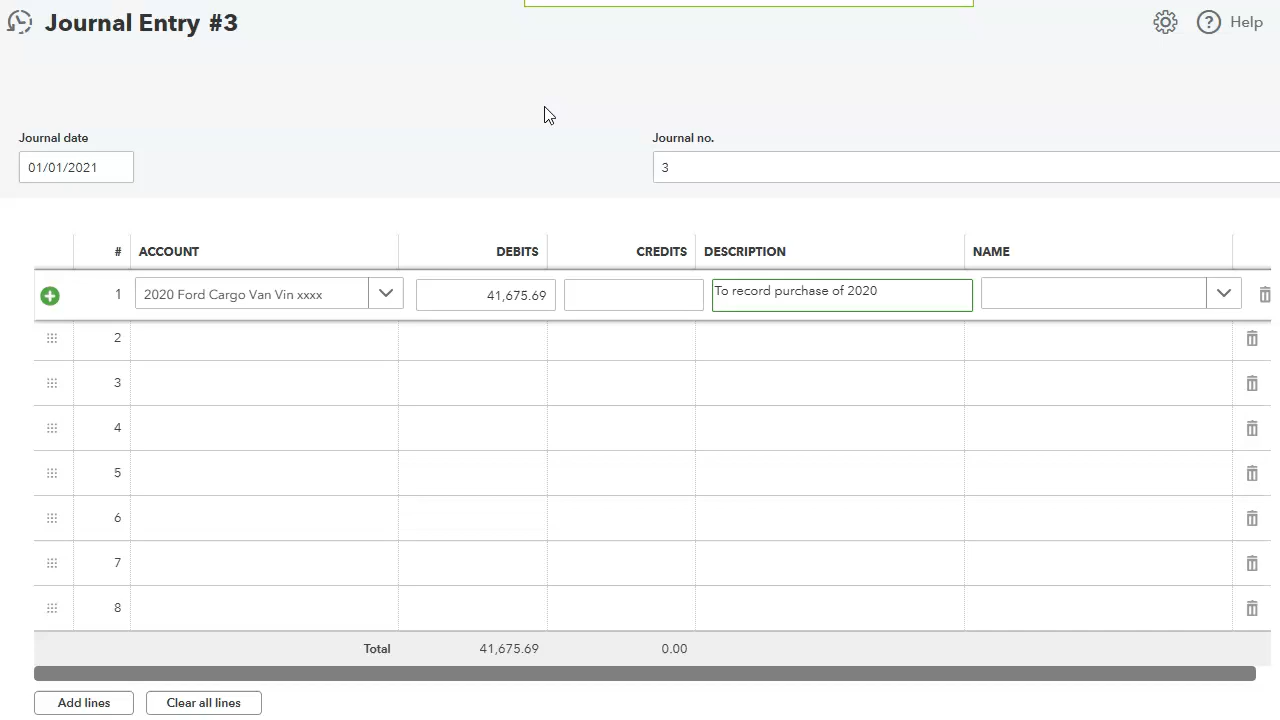 Journal Entry #3
? Help
Journal date
Journal no.
01/01/2021
3
# ACCOUNT DEBITS CREDITS DESCRIPTION NAME
1 2020 Ford Cargo Van Vin xxxx 41,675.69 To record purchase of 2020
2
3
4
5
6
7
8
Total 41,675.69 0.00
Add lines Clear all lines